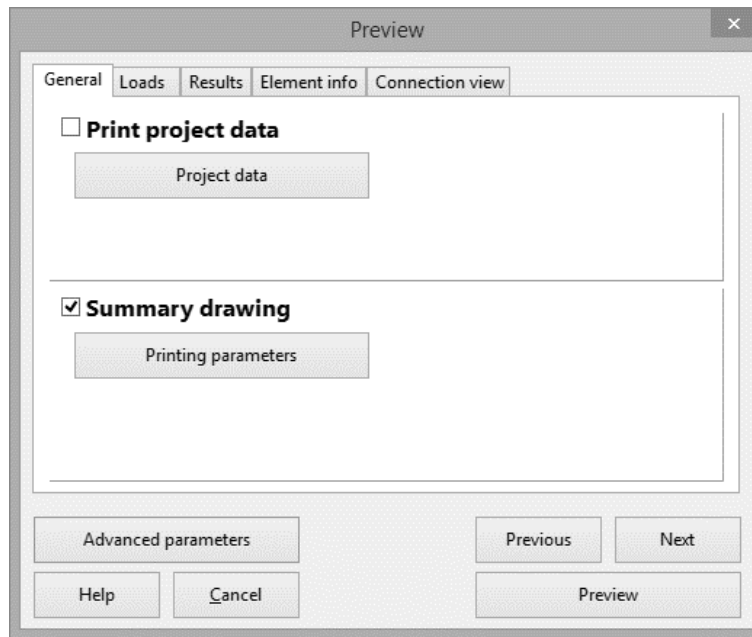 Preview
General Loads Results Element info Connection view
Print project data
Project data
Summary drawing
Printing parameters
Advanced parameters Previous Next
Help Cancel Preview